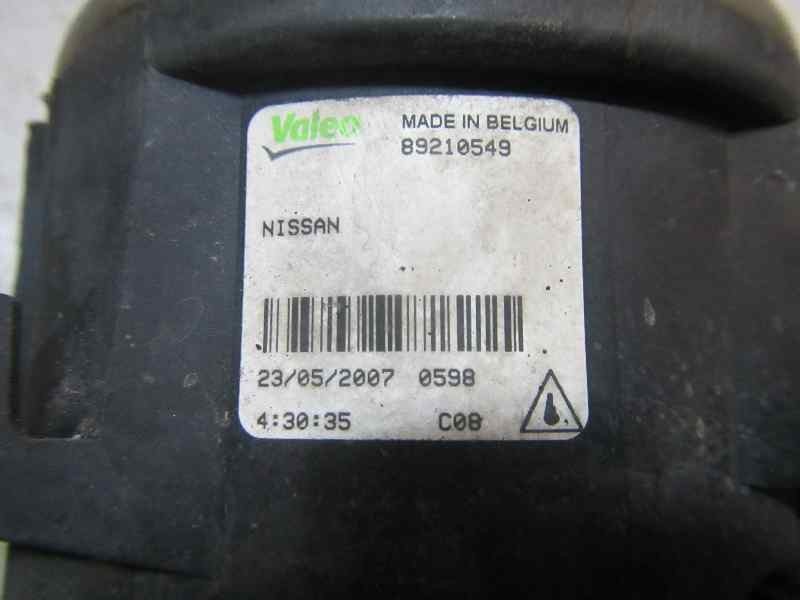 Valeo MADE IN BELGIUM
89210549
NISSAN
23/05/2007 0598
4:30:35 C08